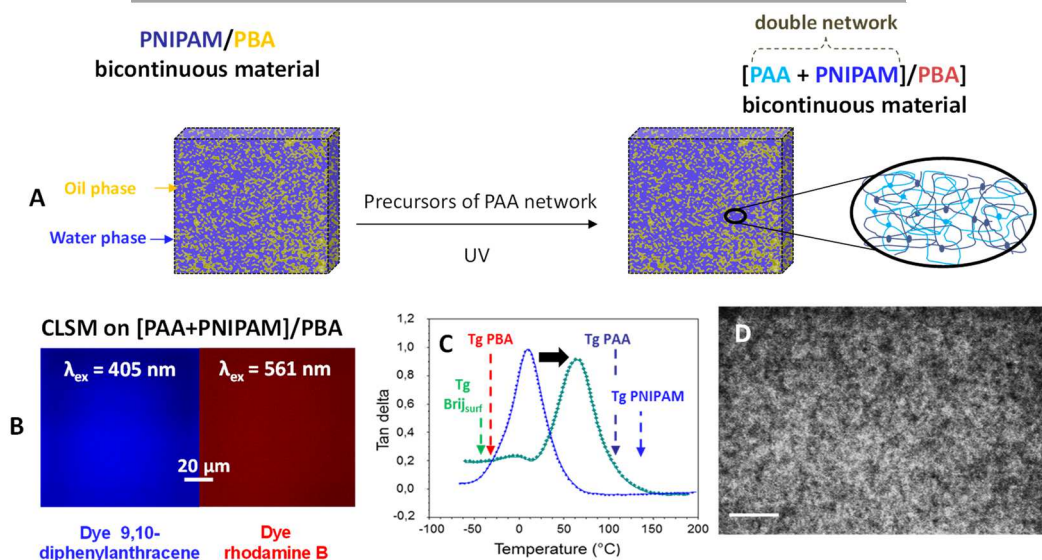 PNIPAM/PBA
bicontinuous material
double network
[PAA + PNIPAM]/PBA]
bicontinuous material
A
Oil phase
Water phase
Precursors of PAA network
UV
CLSM on [PAA+PNIPAM]/PBA
B
λex = 405 nm
λex = 561 nm
20 µm
Dye 9,10-
diphenylanthracene
Dye
rhodamine B
C
Tan delta
1,2
1,0
0,8
0,6
0,4
0,2
0,0
-0,2
Tg PBA
Tg
Brijsurf
Tg PAA
Tg PNIPAM
-100 -50 0 50 100 150 200
Temperature (°C)
D